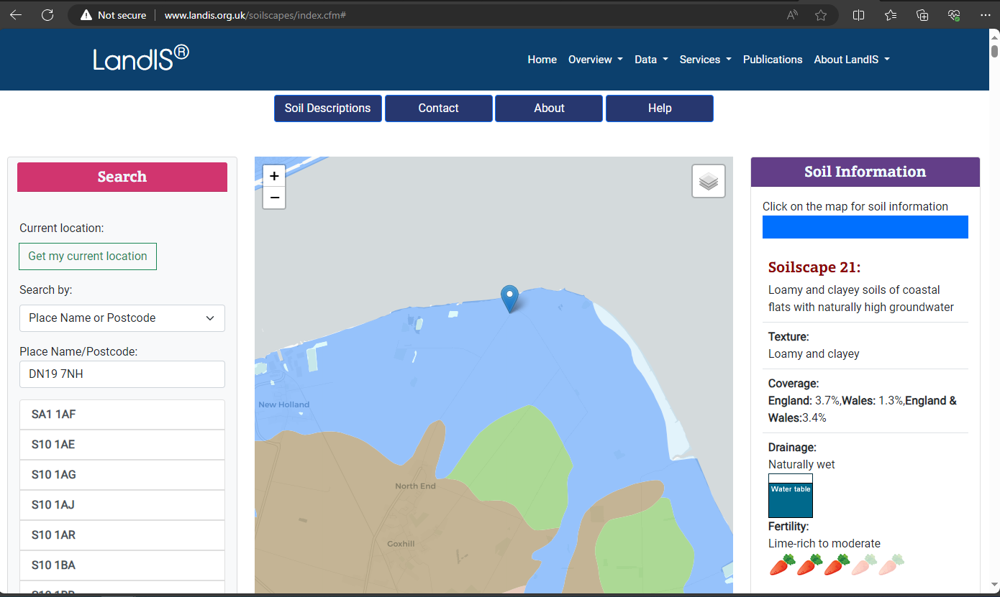 Not secure
www.landis.org.uk/soilscapes/index.cfm#
LandIS®
Home Overview Data Services Publications About LandIS
Soil Descriptions Contact About Help
Search
Current location:
Get my current location
Search by:
Place Name or Postcode
Place Name/Postcode:
DN19 7NH
SA1 1AF
S10 1AE
S10 1AG
S10 1AJ
S10 1AR
S10 1BA
+
−
New Holland
North End
Goxhill
Soil Information
Click on the map for soil information
Soilscape 21:
Loamy and clayey soils of coastal
flats with naturally high groundwater
Texture:
Loamy and clayey
Coverage:
England: 3.7%,Wales: 1.3%,England &
Wales:3.4%
Drainage:
Naturally wet
Water table
Fertility:
Lime-rich to moderate